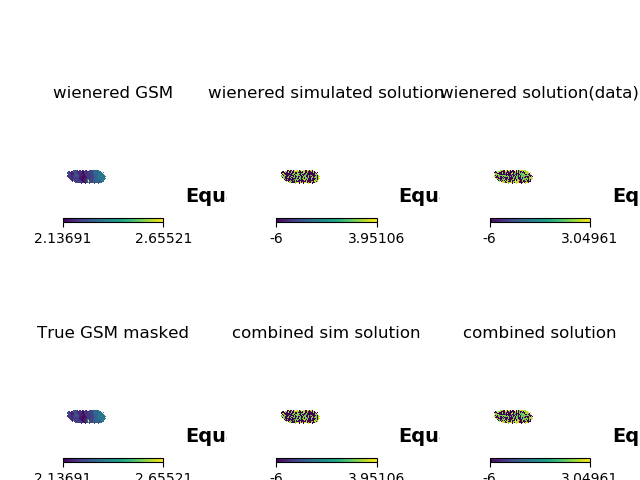 wienered GSM wienered simulated solution wienered solution(data)
Equ Equ Eq
2.13691 2.65521 -6 3.95106 -6 3.04961
True GSM masked combined sim solution combined solution
Equ Equ Eq
2.13691 2.65521 -6 3.95106 -6 3.04961